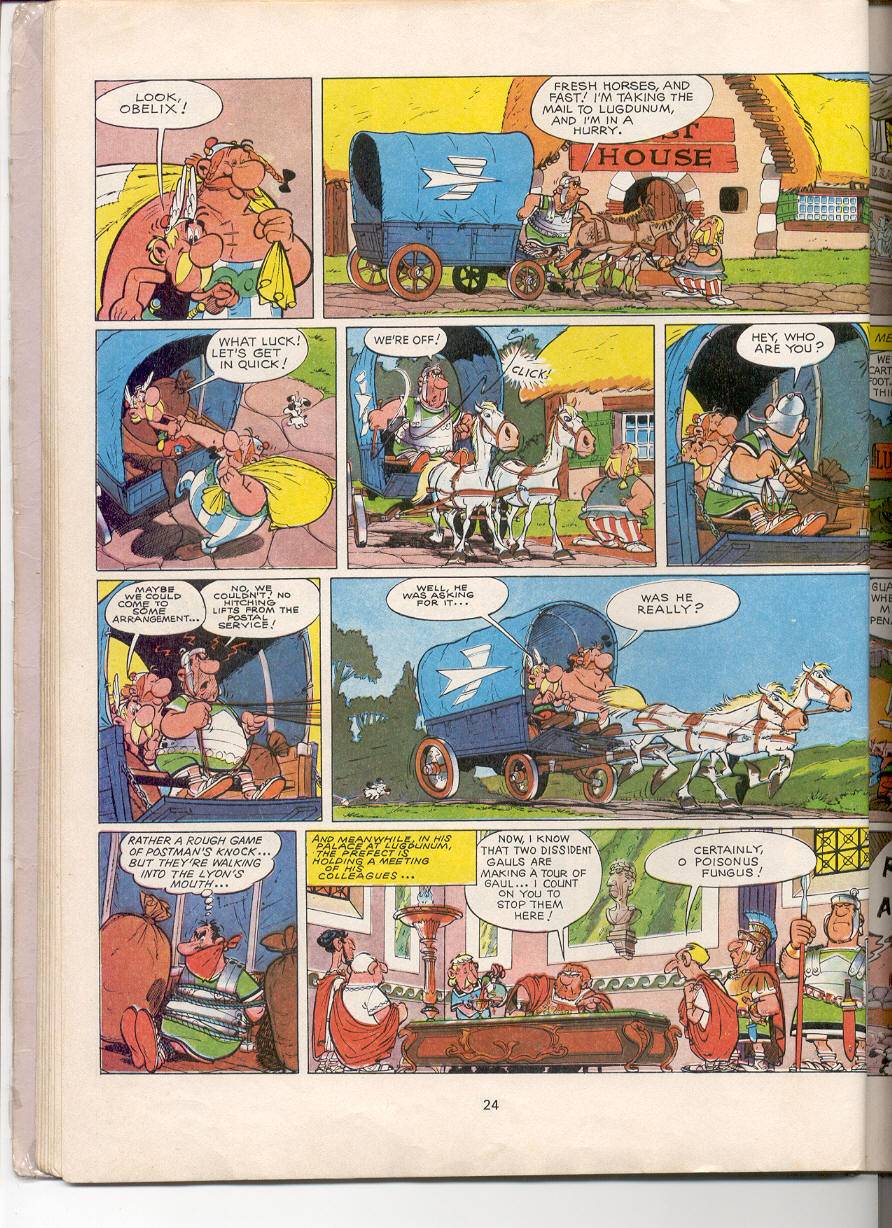 LOOK,
OBELIX!
FRESH HORSES, AND
FAST! I'M TAKING THE
MAIL TO LUGDUNUM,
AND I'M IN A
HURRY.
HOUSE
WHAT LUCK!
LET'S GET
IN QUICK!
WE'RE OFF!
CLICK!
HEY, WHO
ARE YOU?
MAYBE
WE COULD
COME TO
SOME
ARRANGEMENT...
NO, WE
COULDN'T! NO
HITCHING
LIFTS FROM THE
POSTAL
SERVICE!
WELL, HE
WAS ASKING
FOR IT...
WAS HE
REALLY?
RATHER A ROUGH GAME
OF POSTMAN'S KNOCK...
BUT THEY'RE WALKING
INTO THE LYON'S
MOUTH...
AND MEANWHILE, IN HIS
PALACE AT LUGDUNUM,
THE PREFECT IS
HOLDING A MEETING
OF HIS
COLLEAGUES...
NOW, I KNOW
THAT TWO DISSIDENT
GAULS ARE
MAKING A TOUR OF
GAUL... I COUNT
ON YOU TO
STOP THEM
HERE!
CERTAINLY,
O POISONUS
FUNGUS!
24